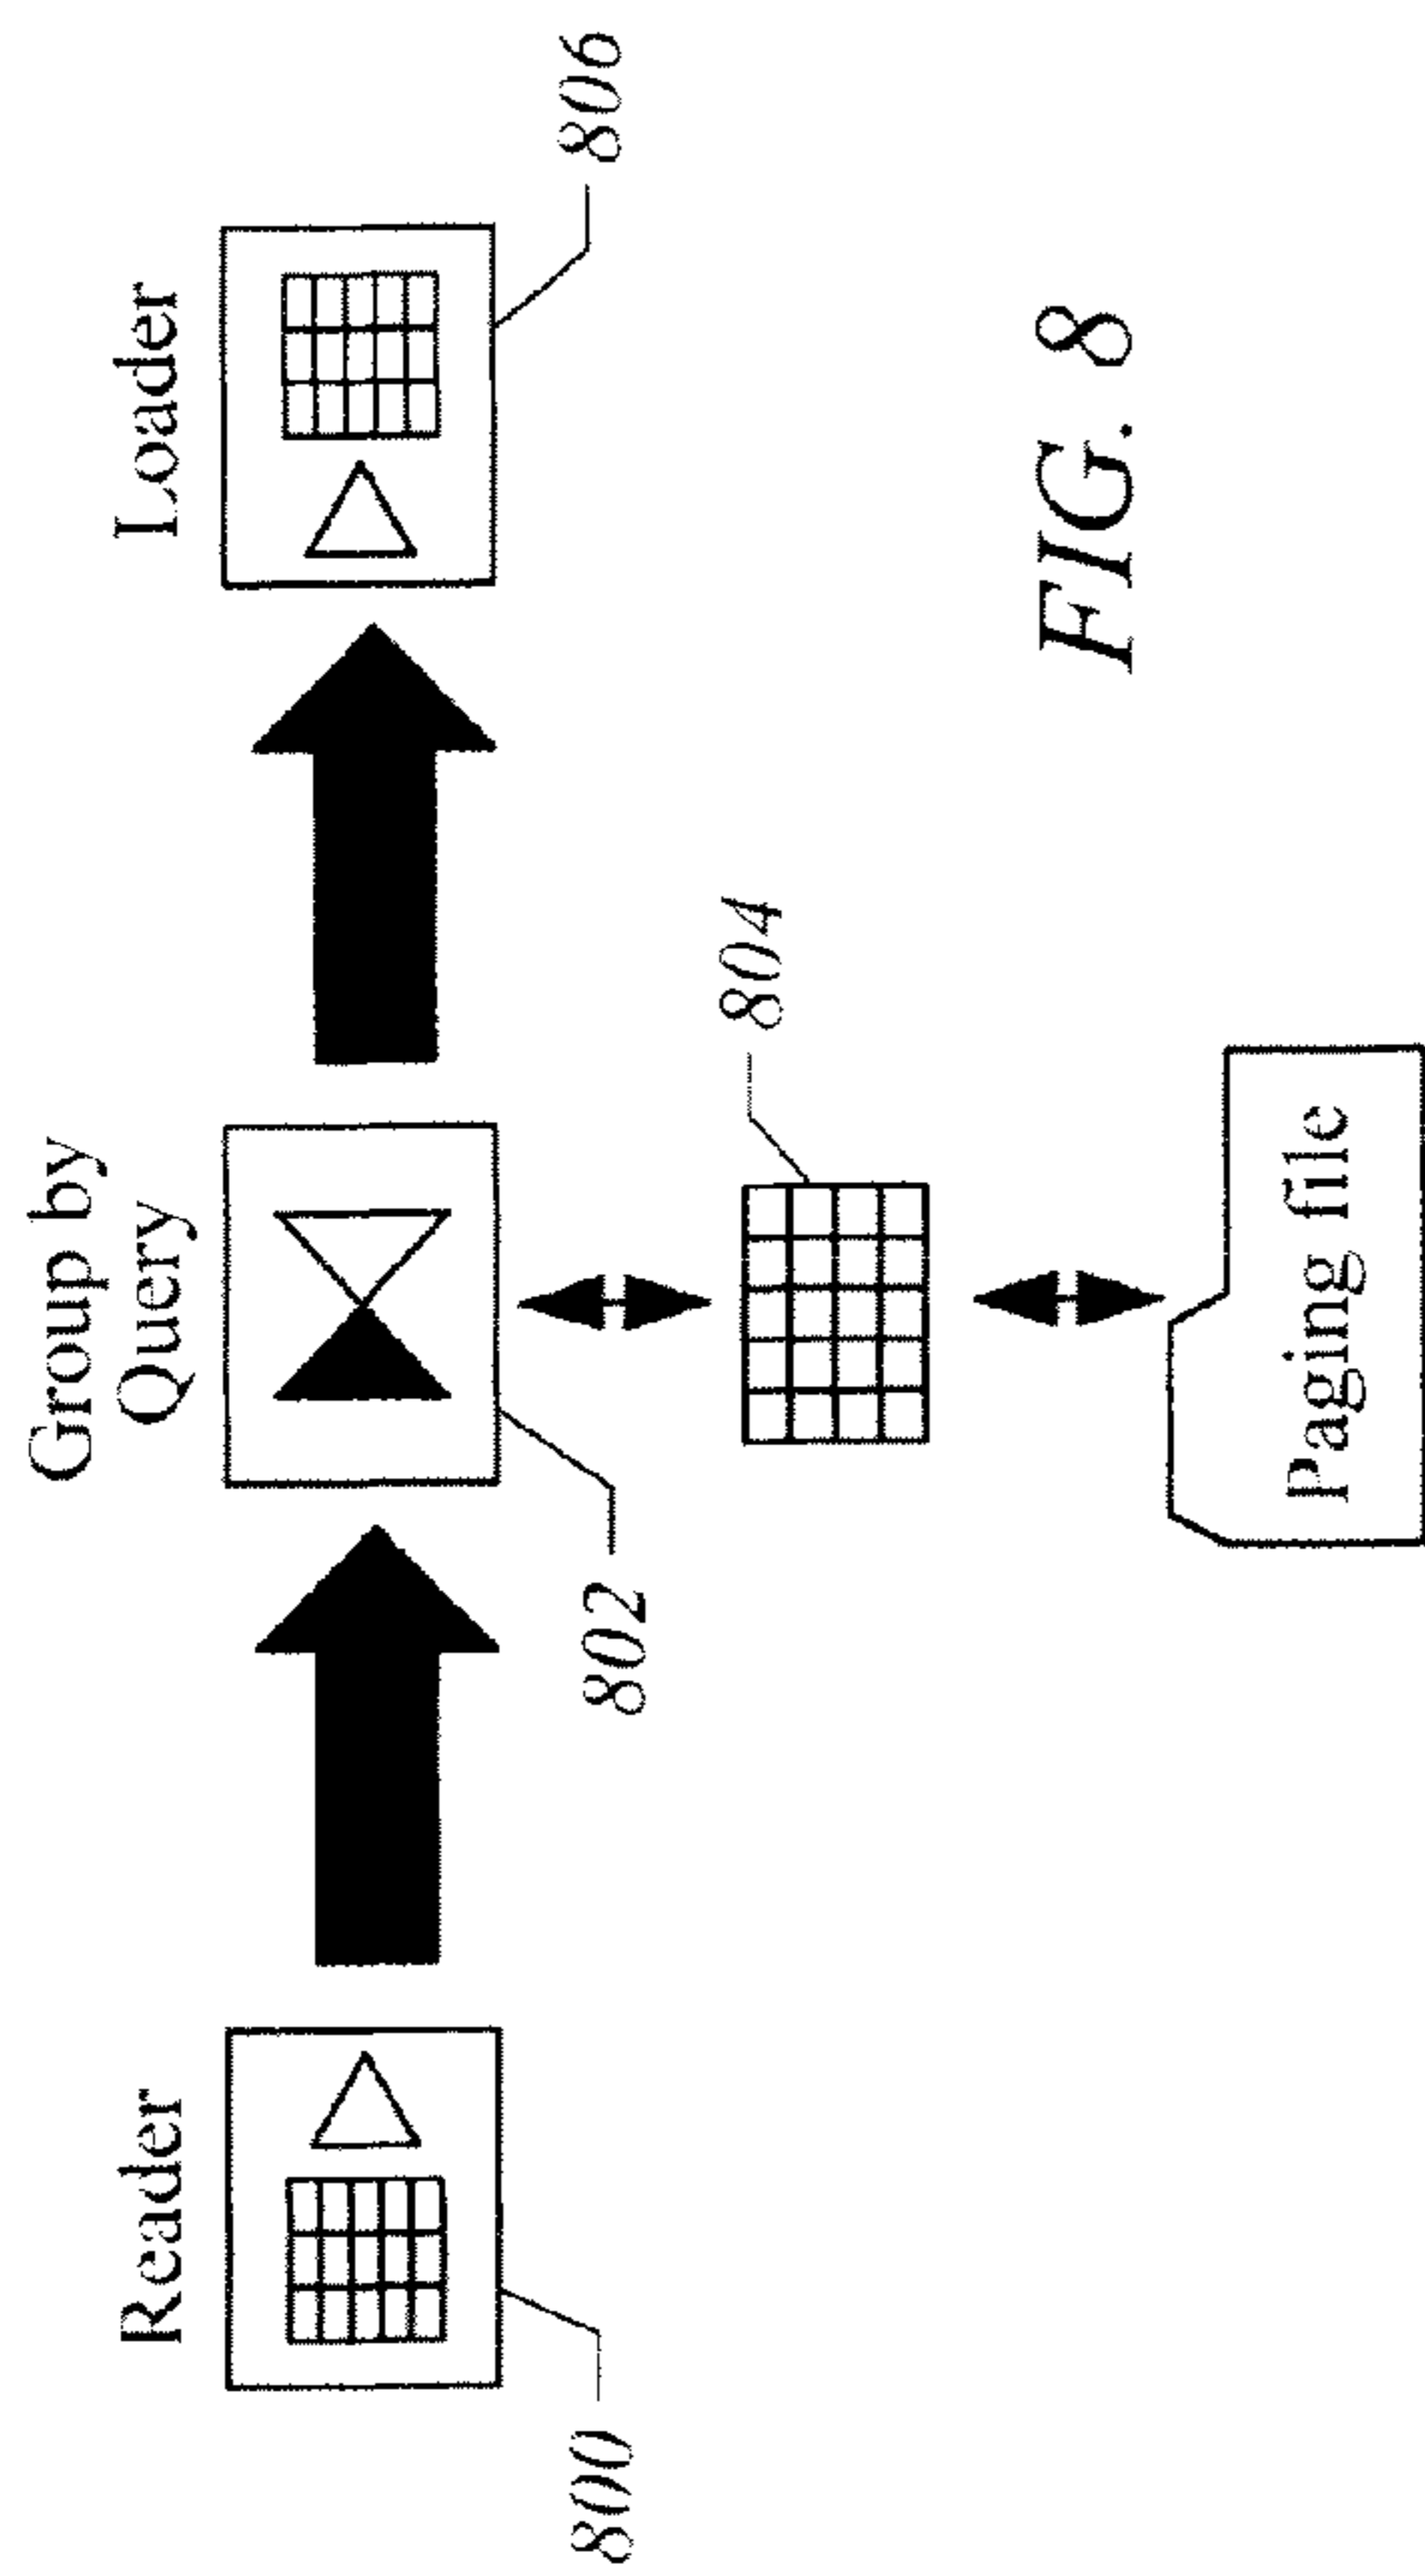 Reader
Group by
Query
Loader
800
802
804
806
Paging file
FIG. 8